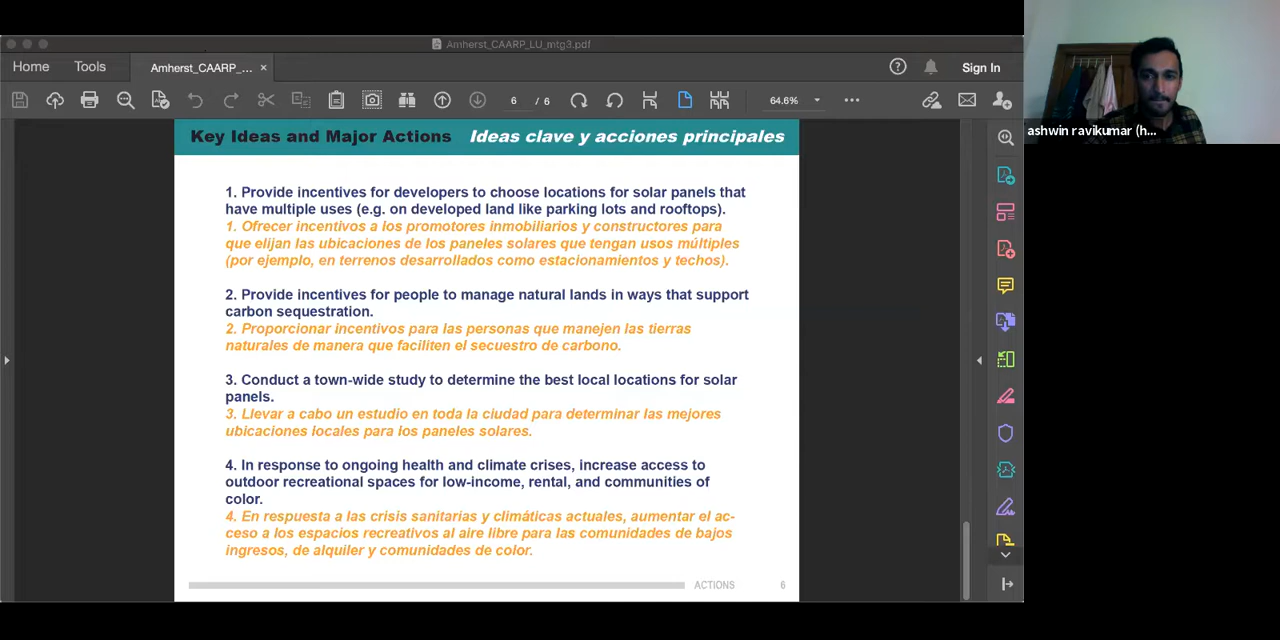 Amherst_CAARP_LU_mtg3.pdf
Home Tools Amherst_CAARP_... × Sign In
6 / 6 64.6%
ashwin ravikumar (h...
Key Ideas and Major Actions Ideas clave y acciones principales
1. Provide incentives for developers to choose locations for solar panels that
have multiple uses (e.g. on developed land like parking lots and rooftops).
1. Ofrecer incentivos a los promotores inmobiliarios y constructores para
que elijan las ubicaciones de los paneles solares que tengan usos múltiples
(por ejemplo, en terrenos desarrollados como estacionamientos y techos).
2. Provide incentives for people to manage natural lands in ways that support
carbon sequestration.
2. Proporcionar incentivos para las personas que manejen las tierras
naturales de manera que faciliten el secuestro de carbono.
3. Conduct a town-wide study to determine the best local locations for solar
panels.
3. Llevar a cabo un estudio en toda la ciudad para determinar las mejores
ubicaciones locales para los paneles solares.
4. In response to ongoing health and climate crises, increase access to
outdoor recreational spaces for low-income, rental, and communities of
color.
4. En respuesta a las crisis sanitarias y climáticas actuales, aumentar el ac-
ceso a los espacios recreativos al aire libre para las comunidades de bajos
ingresos, de alquiler y comunidades de color.
ACTIONS 6